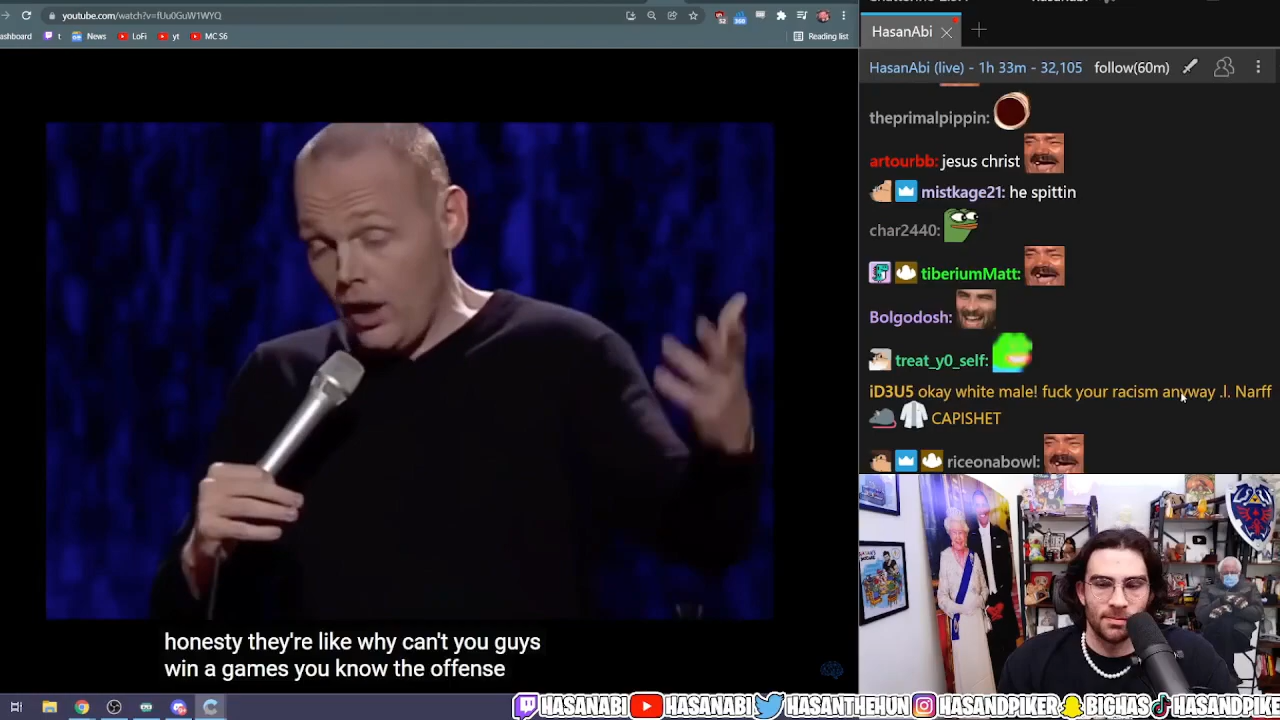 youtube.com/watch?v=fUu0GuW1WYQ
ashboard
t
News
LoFi
yt
MC S6
Reading list
HasanAbi
HasanAbi (live) - 1h 33m - 32,105
follow(60m)
theprimalpippin:
artourbb: jesus christ
mistkage21: he spittin
char2440:
tiberiumMatt:
Bolgodosh:
treat_y0_self:
iD3U5 okay white male! fuck your racism anyway .l. Narff
CAPISHET
riceonabowl:
honesty they're like why can't you guys
win a games you know the offense
HASANABI
HASANABI
HASANTHEHUN
HASANDPIKER
BIGHAS
HASANDPIKE